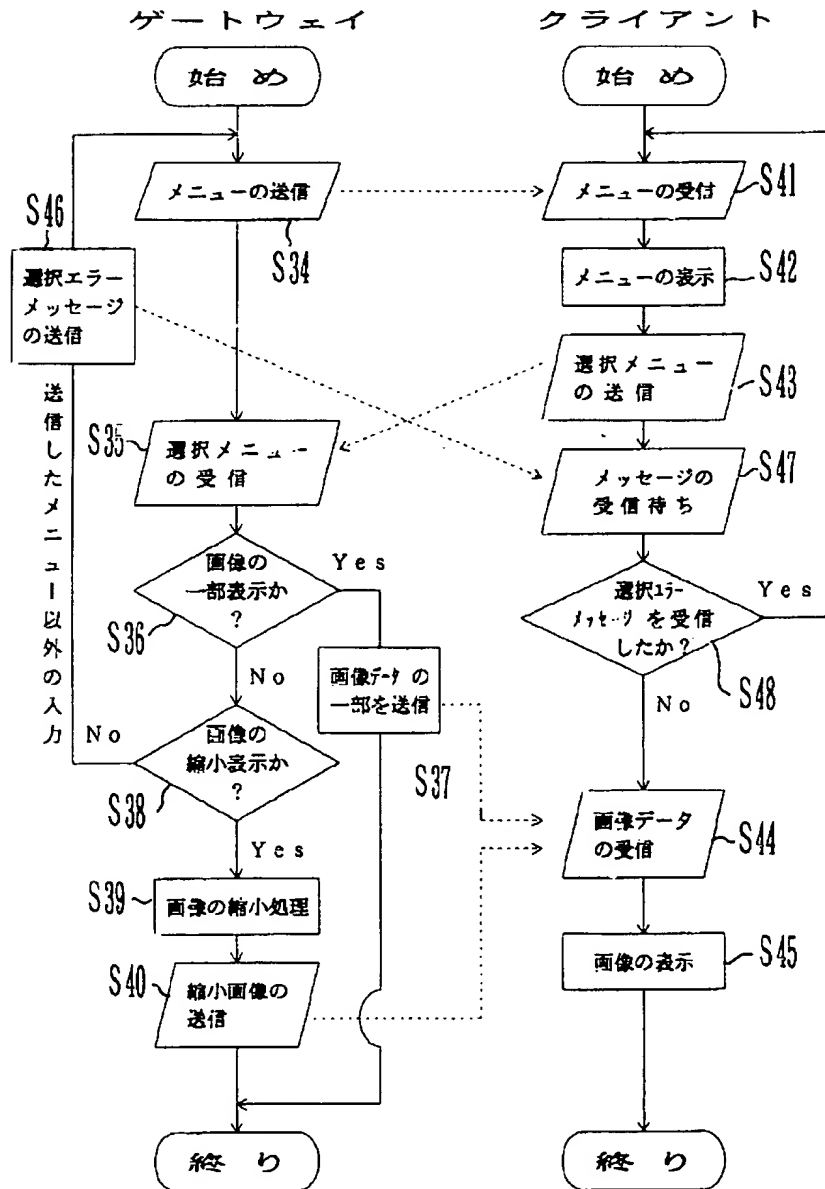 ゲートウェイ
始め
メニューの送信
S34
S46
選択エラー
メッセージ
の送信
送信したメニュー以外の入力
S35
選択メニュー
の受信
画像の
一部表示か
?
S36
Yes
No
画像データの
一部を送信
S37
画像の
縮小表示か
?
S38
No
Yes
S39
画像の縮小処理
S40
縮小画像の
送信
終り
クライアント
始め
メニューの受付
S41
メニューの表示
S42
選択メニュー
の送信
S43
メッセージの
受信待ち
S47
選択エラー
メッセージを受信
したか?
S48
Yes
No
画像データ
の受信
S44
画像の表示
S45
終り